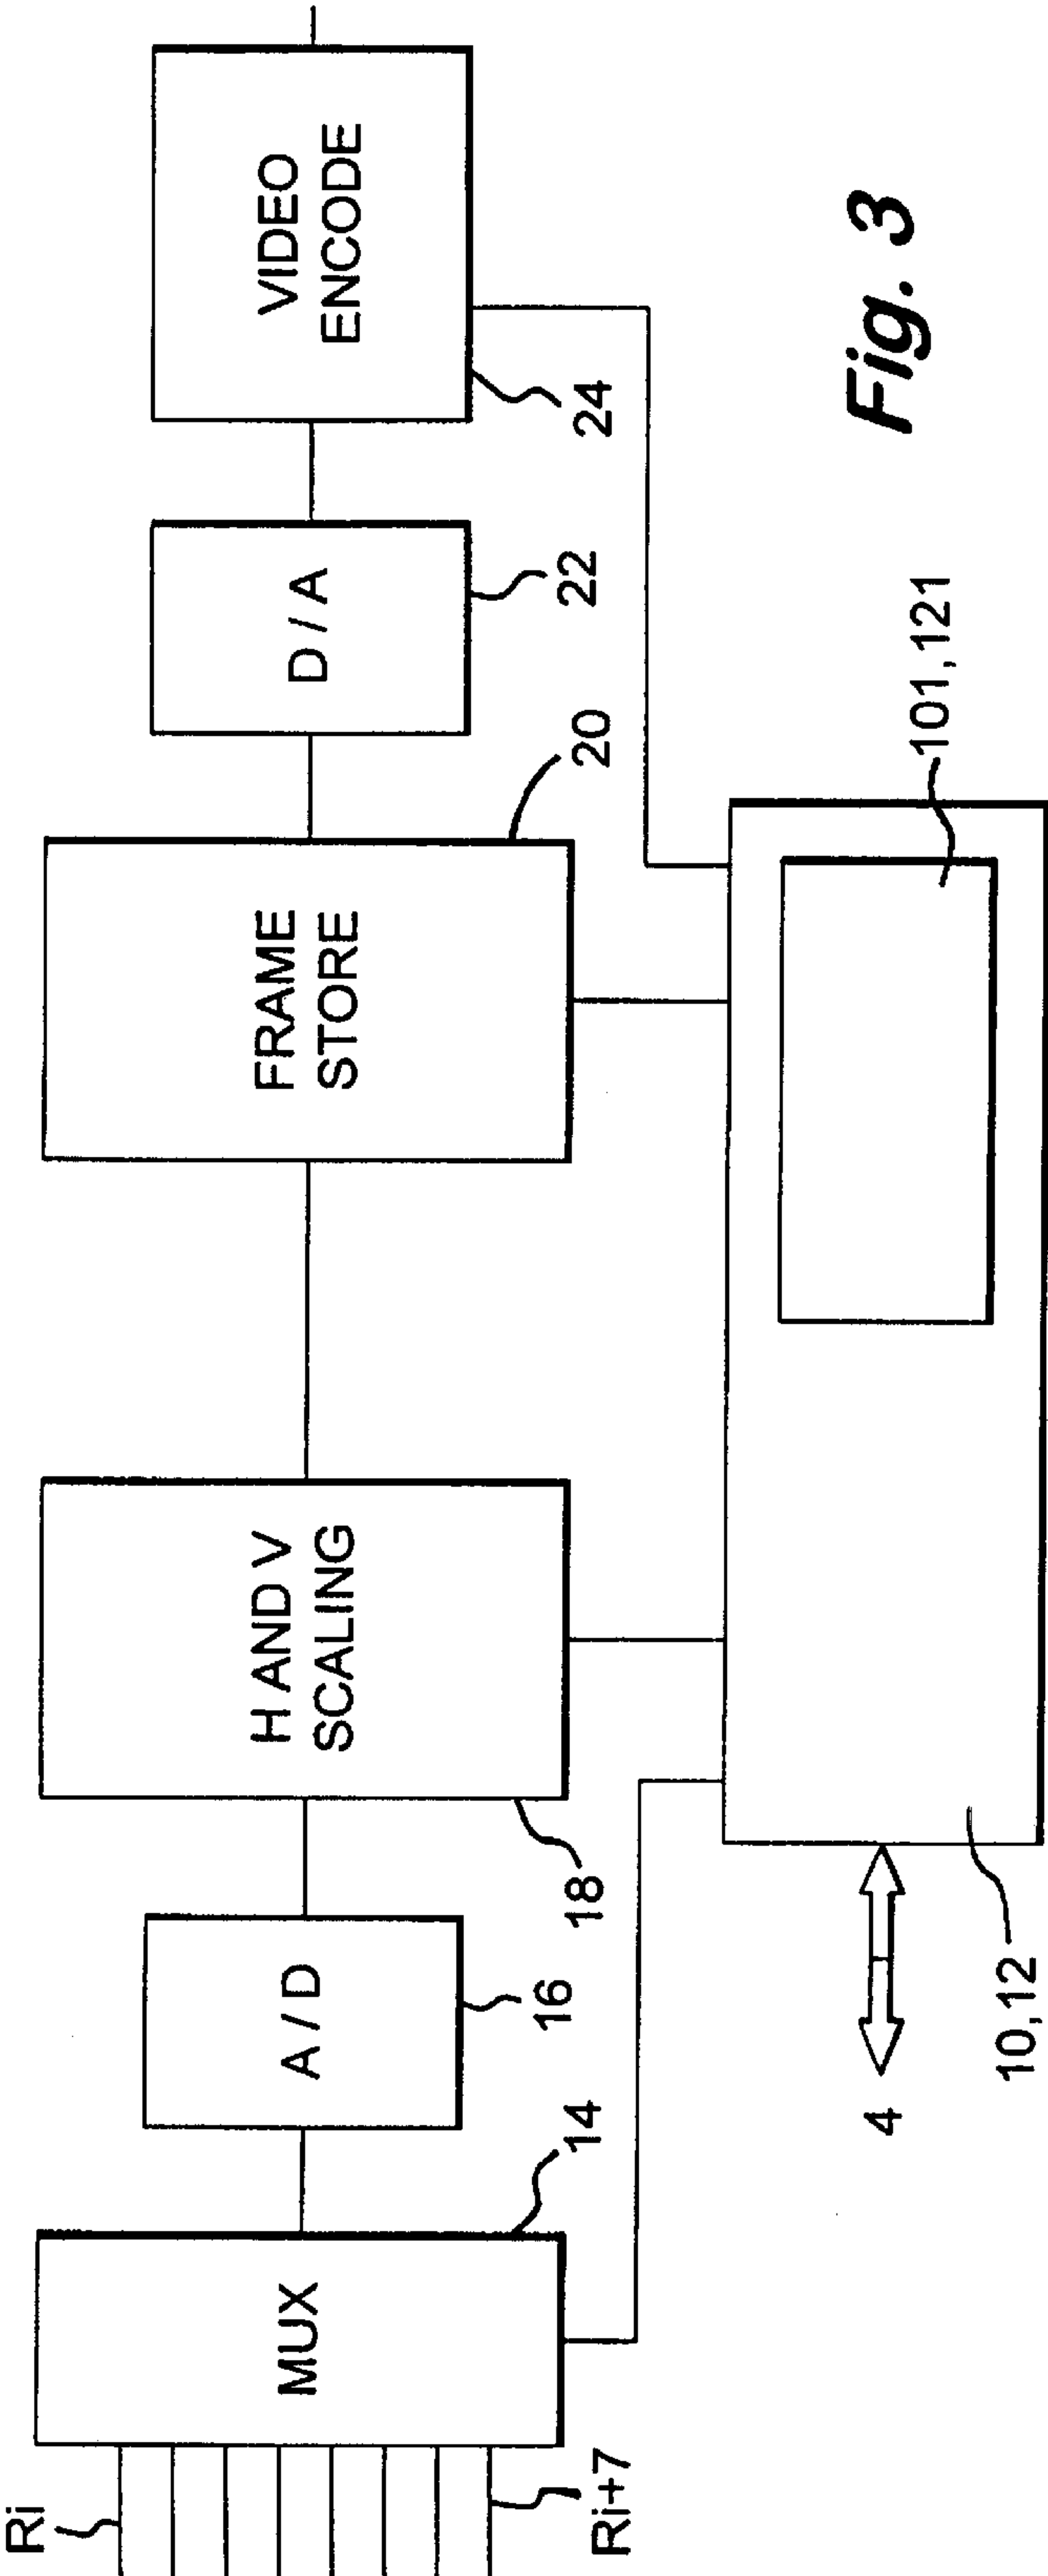 Ri
Ri+7
MUX
14
A / D
16
H AND V
SCALING
18
FRAME
STORE
20
D / A
22
VIDEO
ENCODE
24
4
10, 12
101, 121
Fig. 3